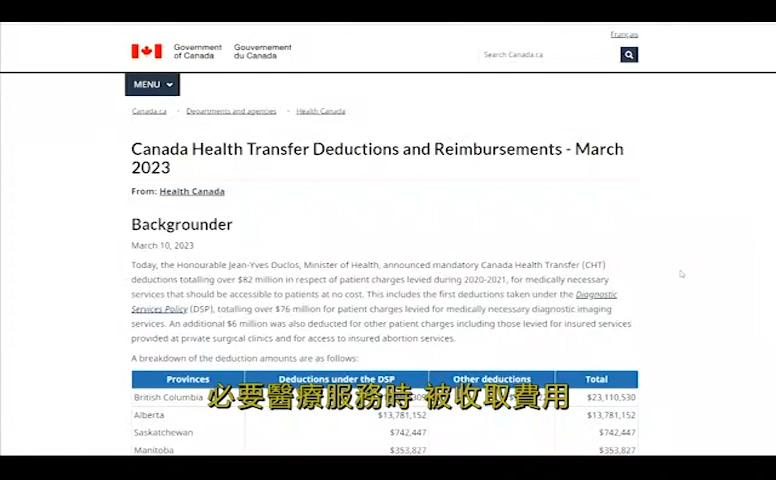 Français
Government of Canada
Gouvernement du Canada
Search Canada.ca
MENU
Canada.ca
Departments and agencies
Health Canada
Canada Health Transfer Deductions and Reimbursements - March
2023
From: Health Canada
Backgrounder
March 10, 2023
Today, the Honourable Jean-Yves Duclos, Minister of Health, announced mandatory Canada Health Transfer (CHT)
deductions totalling over $82 million in respect of patient charges levied during 2020-2021, for medically necessary
services that should be accessible to patients at no cost. This includes the first deductions taken under the Diagnostic
Services Policy (DSP), totalling over $76 million for patient charges levied for medically necessary diagnostic imaging
services. An additional $6 million was also deducted for other patient charges including those levied for insured services
provided at private surgical clinics and for access to insured abortion services.
A breakdown of the deduction amounts are as follows:
Provinces Deductions under the DSP Other deductions Total
British Columbia $23,110,530
必要醫療服務時 被收取費用
Alberta $13,781,152 $13,781,152
Saskatchewan $742,447 $742,447
Manitoba $353,827 $353,827